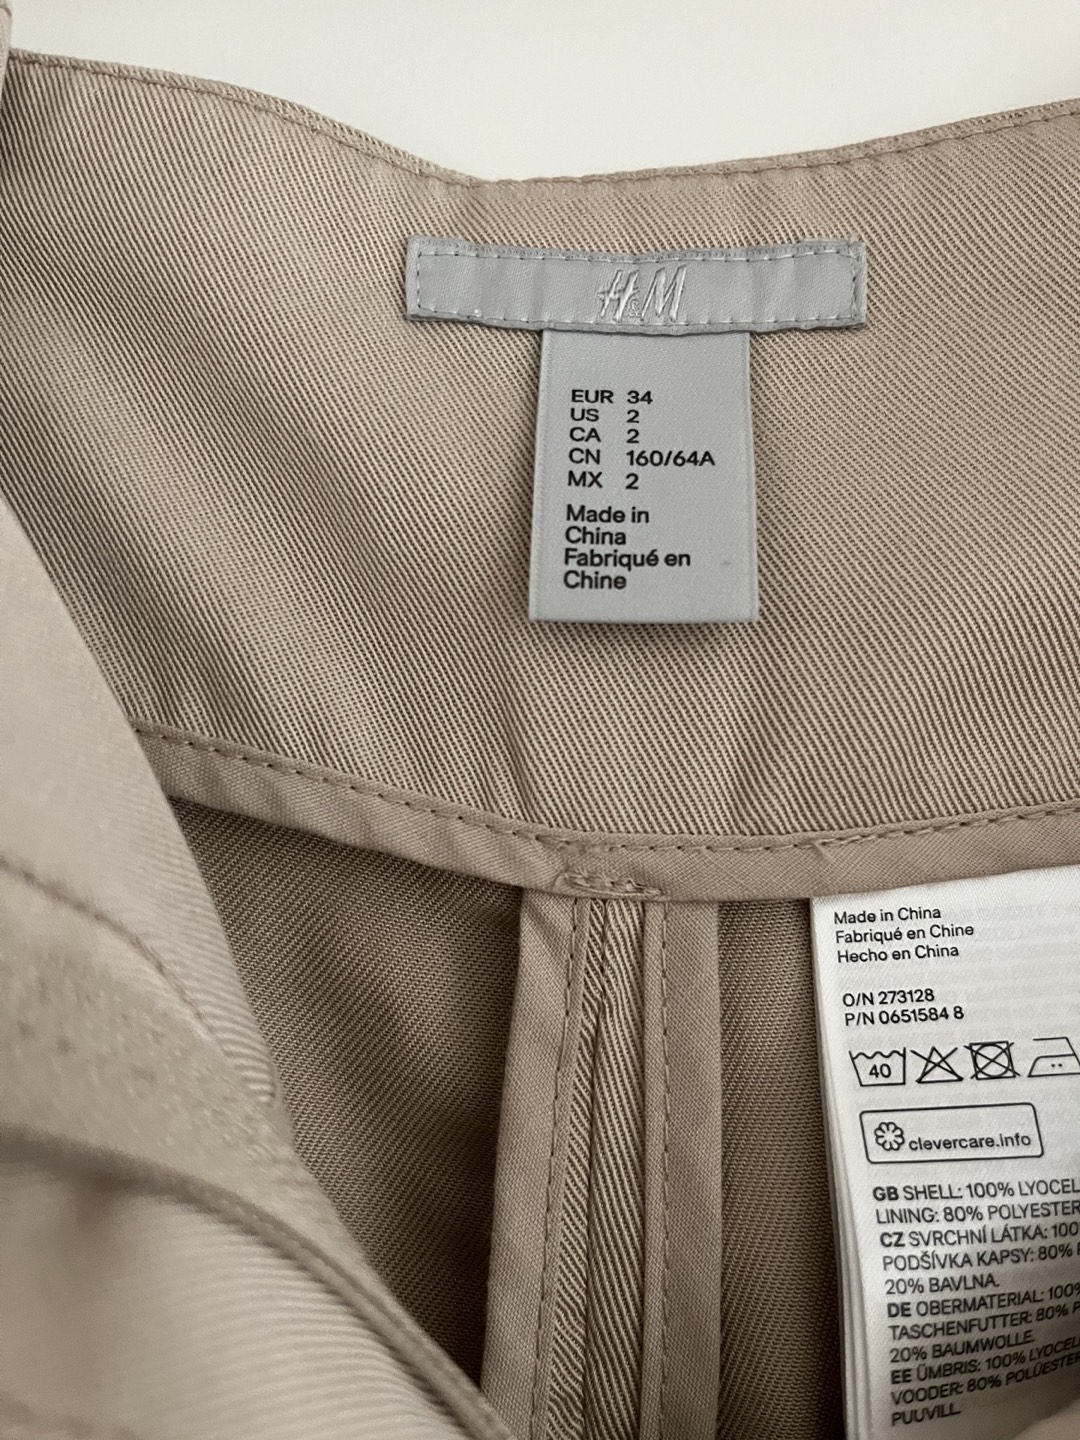 H&M
EUR 34
US 2
CA 2
CN 160/64A
MX 2
Made in
China
Fabriqué en
Chine
Made in China
Fabriqué en Chine
Hecho en China
O/N 273128
P/N 0651584 8
40
clevercare.info
GB SHELL: 100% LYOCEL
LINING: 80% POLYESTER
CZ SVRCHNÍ LÁTKA: 100
PODŠÍVKA KAPSY: 80%
20% BAVLNA.
DE OBERMATERIAL: 100%
TASCHENFUTTER: 80% P
20% BAUMWOLLE
EE ÜMBRIS: 100% LYOCEL
VOODER: 80% POLÜESTE
PUUVILL